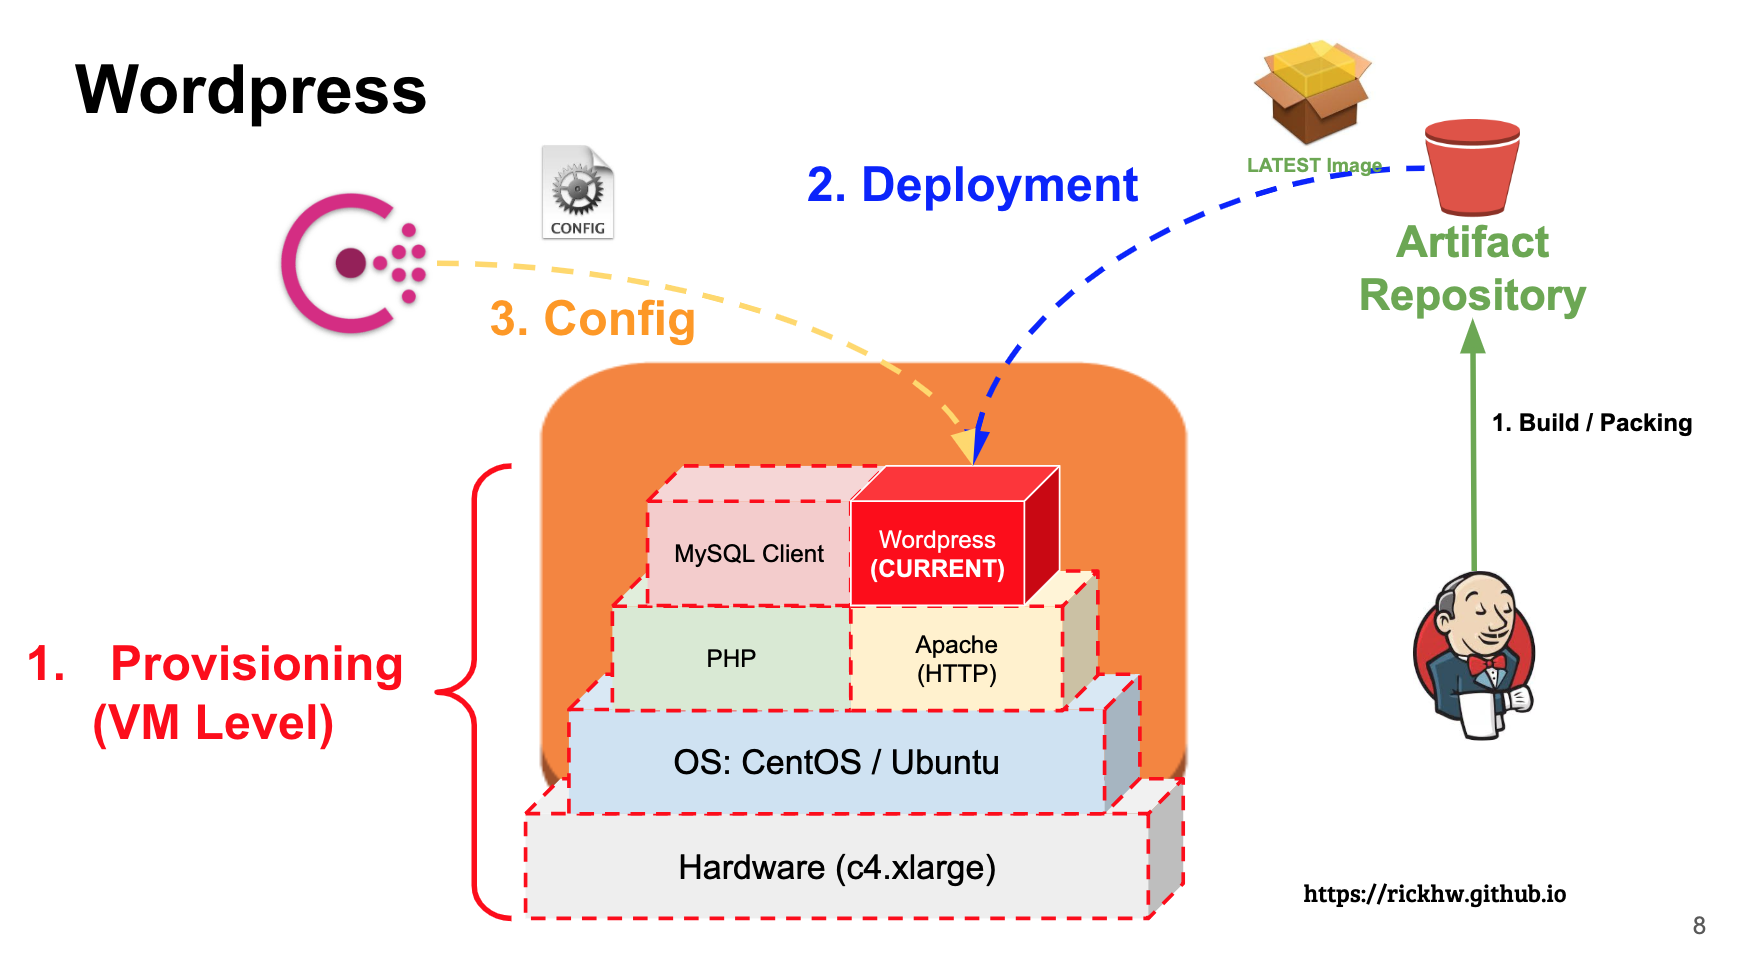 Wordpress
LATEST Image
2. Deployment
CONFIG
Artifact
Repository
3. Config
1. Build / Packing
MySQL Client
Wordpress
(CURRENT)
1. Provisioning
(VM Level)
PHP
Apache
(HTTP)
OS: CentOS / Ubuntu
Hardware (c4.xlarge)
https://rickhw.github.io
8